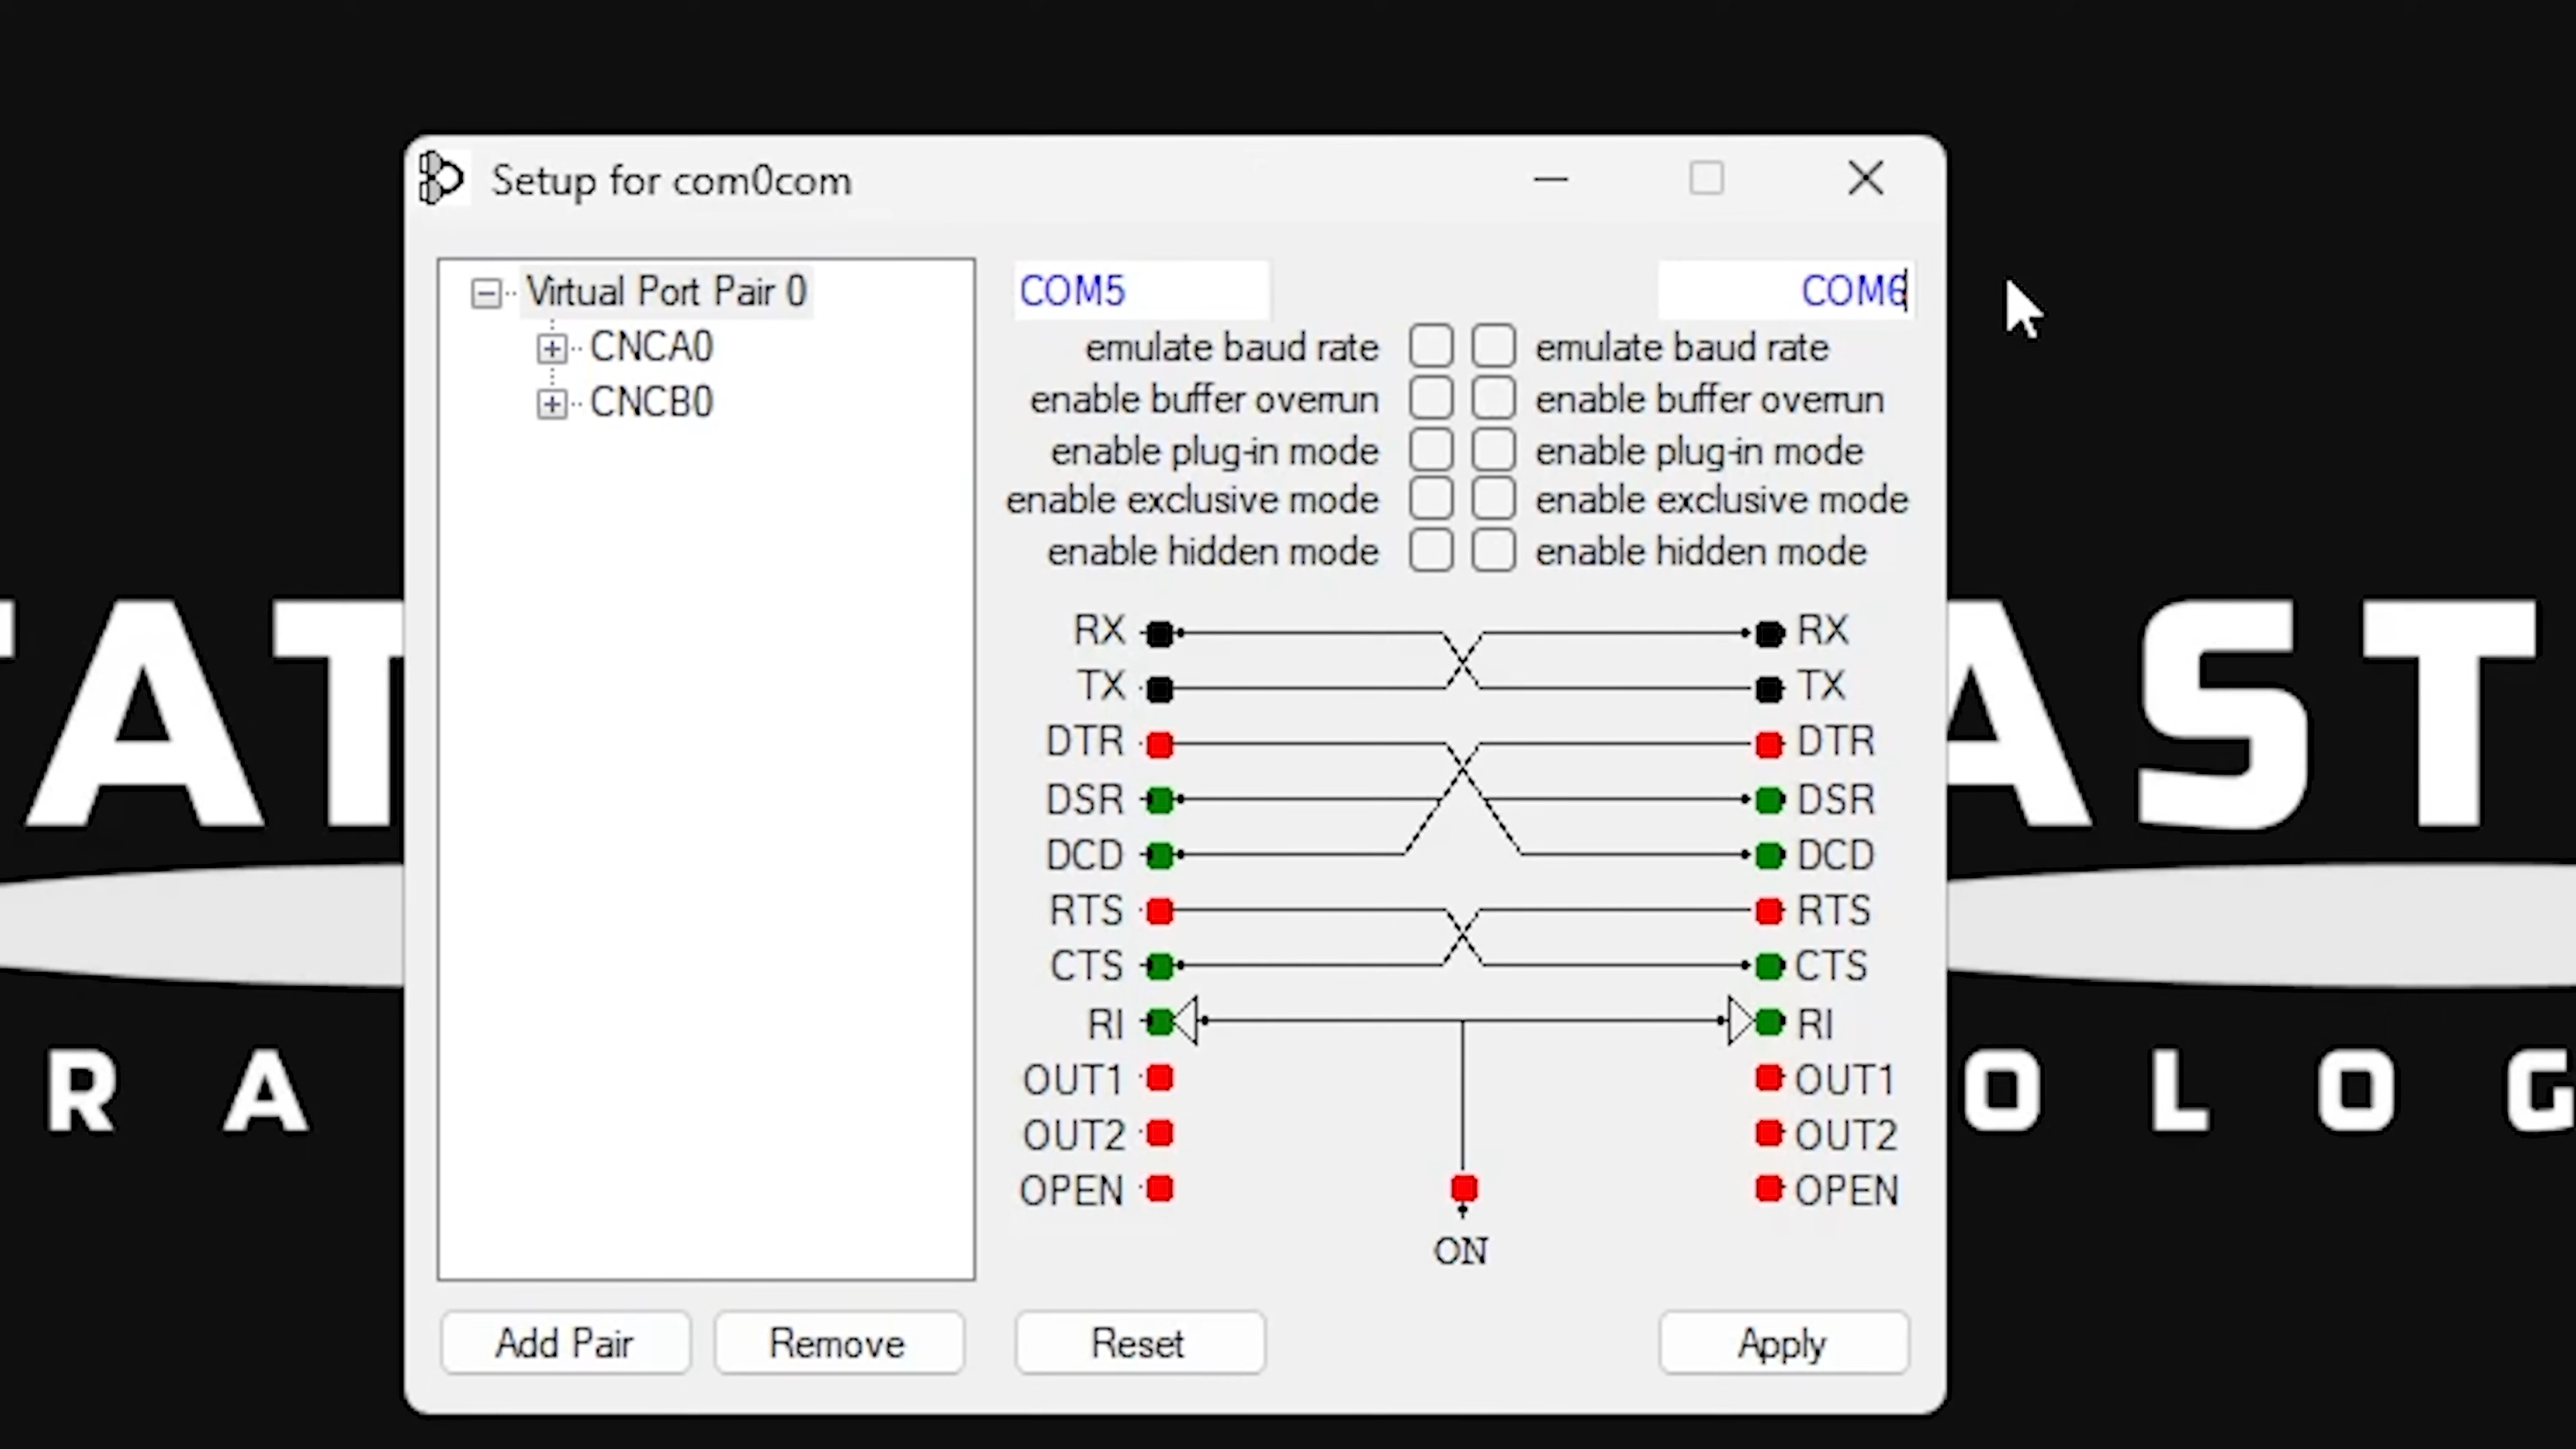 Setup for com0com
Virtual Port Pair 0
CNCA0
CNCB0
COM5 COM6
emulate baud rate emulate baud rate
enable buffer overrun enable buffer overrun
enable plug-in mode enable plug-in mode
enable exclusive mode enable exclusive mode
enable hidden mode enable hidden mode
RX RX
TX TX
DTR DTR
DSR DSR
DCD DCD
RTS RTS
CTS CTS
RI RI
OUT1 OUT1
OUT2 OUT2
OPEN OPEN
ON
Add Pair Remove Reset Apply
AST
R A O L O G